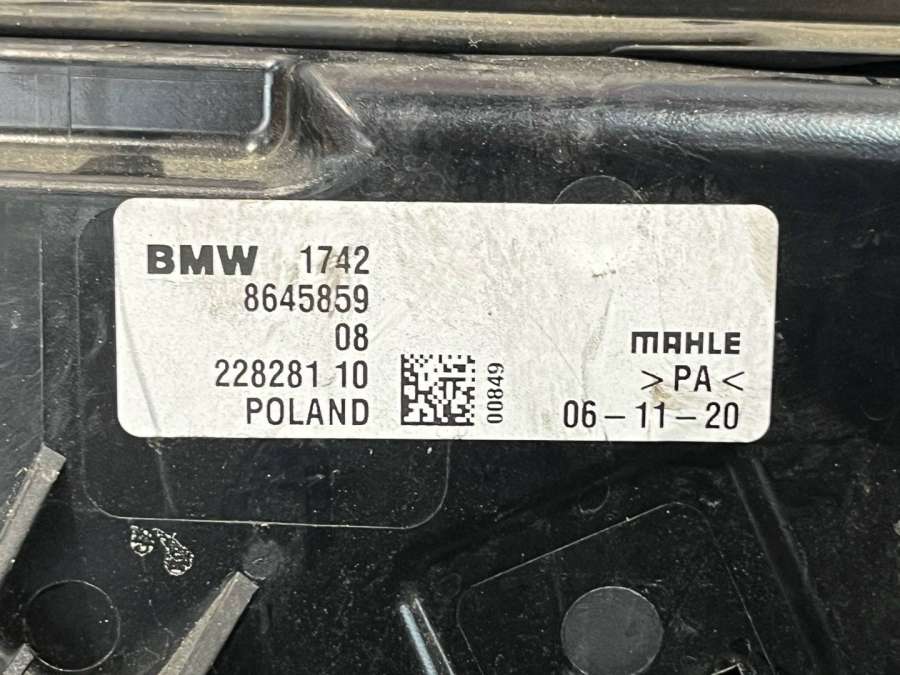 BMW 1742
8645859
08
228281 10
POLAND
00849
MAHLE
>PA<
06-11-20